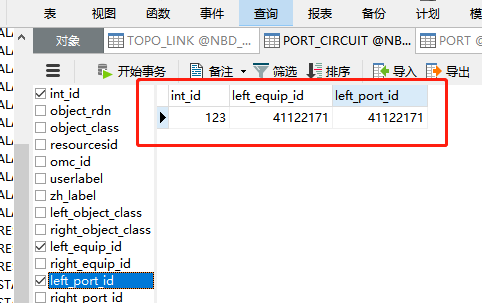 表 视图 函数 事件 查询 报表 备份 计划 模
对象 TOPO_LINK @NBD_... PORT_CIRCUIT @NB... PORT @
开始事务 备注 筛选 排序 导入 导出
int_id
object_rdn
object_class
resourcesid
omc_id
userlabel
zh_label
left_object_class
right_object_class
left_equip_id
right_equip_id
left_port_id
right_port_id
int_id left_equip_id left_port_id
123 41122171 41122171